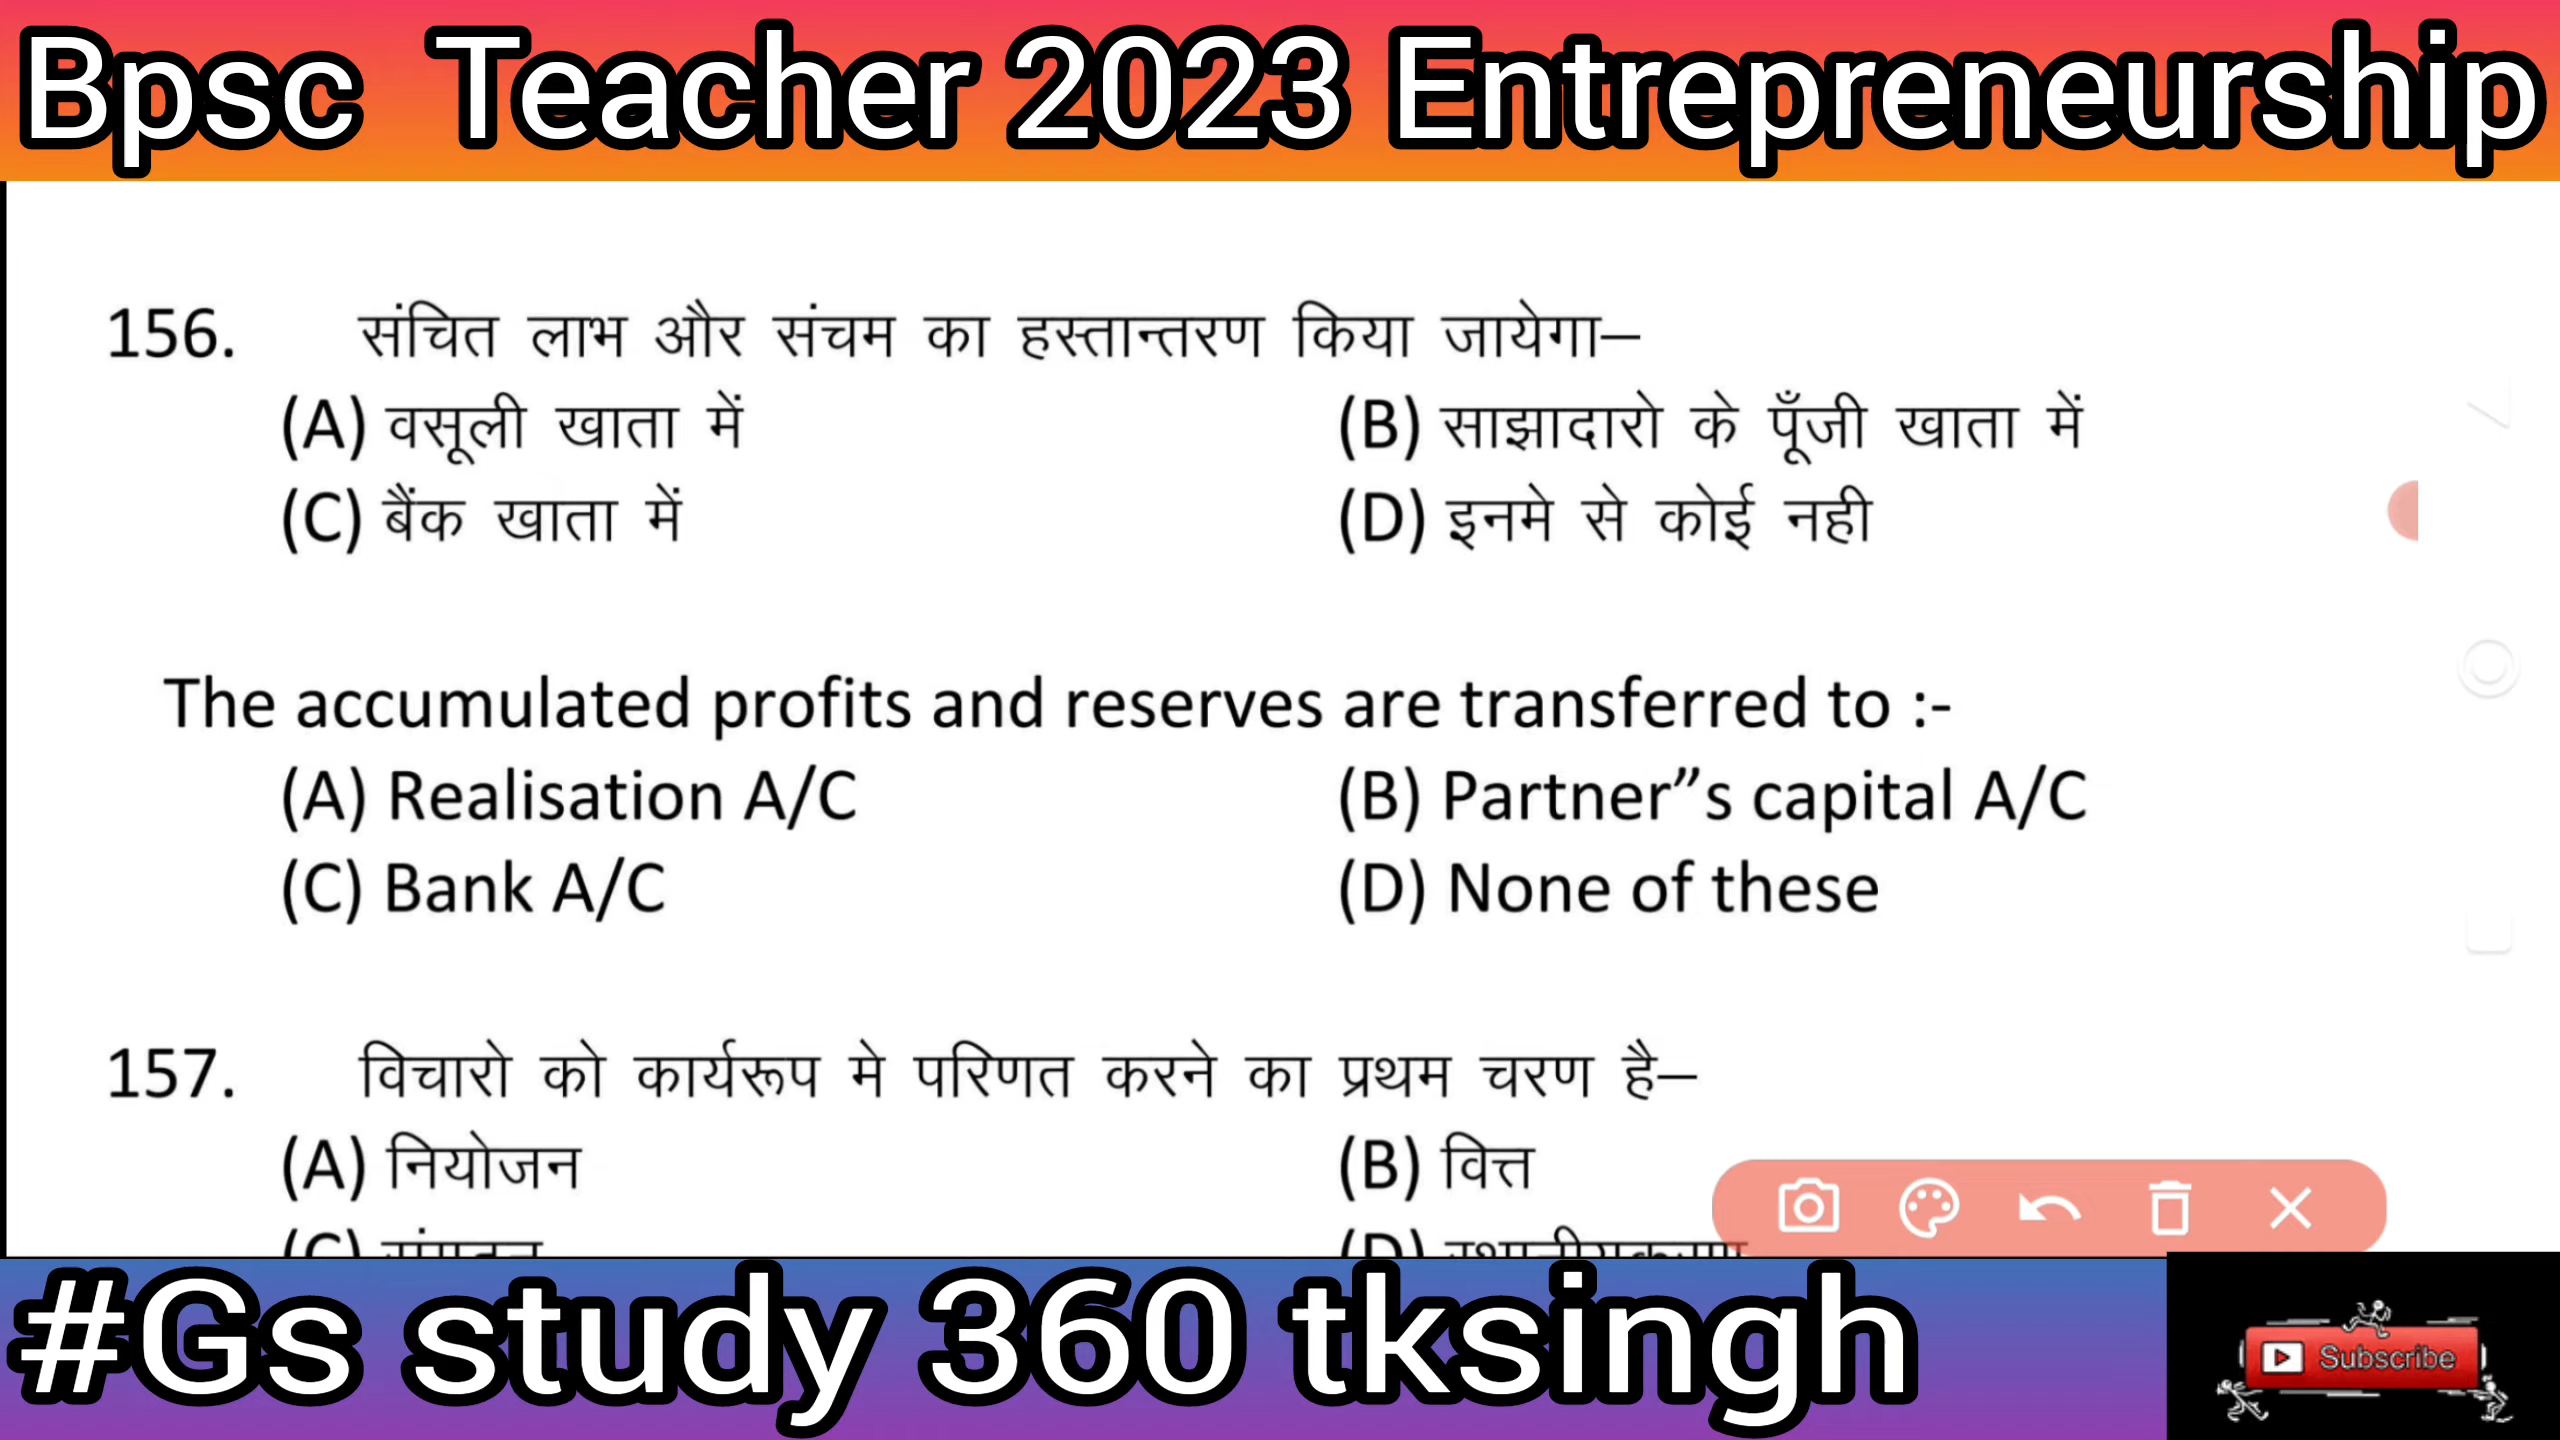 Bpsc Teacher 2023 Entrepreneurship
156. संचित लाभ और संचम का हस्तान्तरण किया जायेगा–
(A) वसूली खाता में (B) साझादारो के पूँजी खाता में
(C) बैंक खाता में (D) इनमे से कोई नही
The accumulated profits and reserves are transferred to :-
(A) Realisation A/C (B) Partner”s capital A/C
(C) Bank A/C (D) None of these
157. विचारो को कार्यरूप मे परिणत करने का प्रथम चरण है–
(A) नियोजन (B) वित्त
(C) (D)
#Gs study 360 tksingh
Subscribe